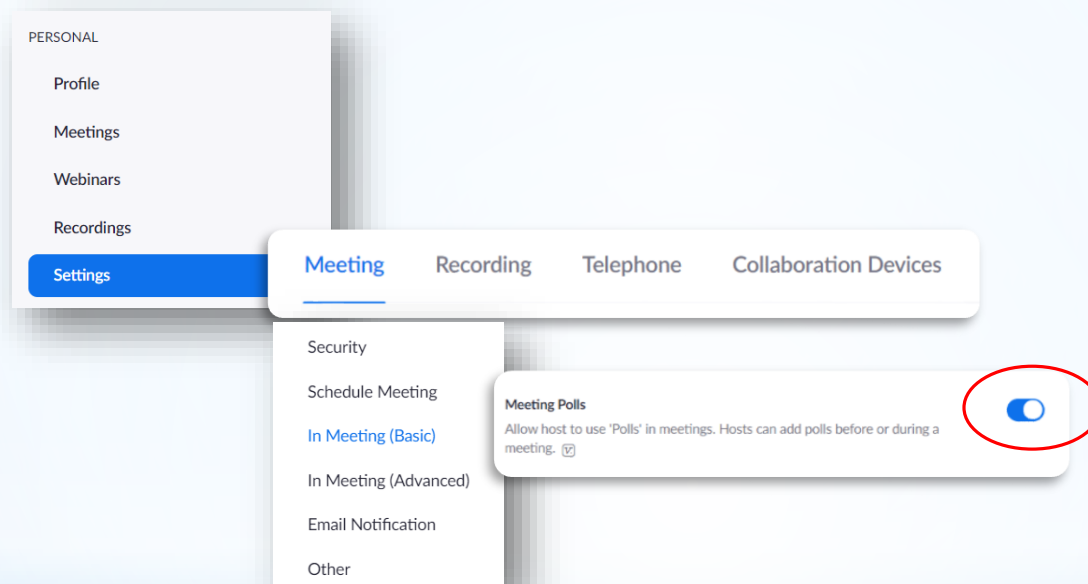 PERSONAL
Profile
Meetings
Webinars
Recordings
Settings
Meeting Recording Telephone Collaboration Devices
Security
Schedule Meeting
In Meeting (Basic)
In Meeting (Advanced)
Email Notification
Other
Meeting Polls
Allow host to use 'Polls' in meetings. Hosts can add polls before or during a
meeting.